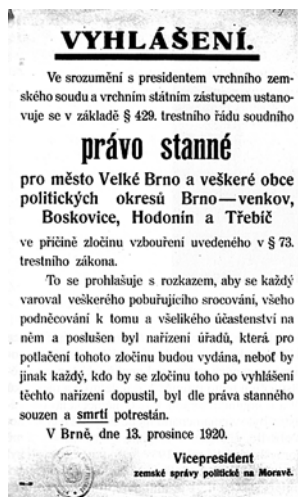 VYHLÁŠENÍ.
Ve srozumění s presidentem vrchního zem-
ského soudu a vrchním státním zástupcem ustano-
vuje se v základě § 429. trestního řádu soudního
právo stanné
pro město Velké Brno a veškeré obce
politických okresů Brno—venkov,
Boskovice, Hodonín a Třebíč
ve příčině zločinu vzbouření uvedeného v § 73.
trestního zákona.
To se prohlašuje s rozkazem, aby se každý
varoval veškerého pobuřujícího srocování, všeho
podněcování k tomu a všelikého účastenství na
něm a poslušen byl nařízení úřadů, která pro
potlačení tohoto zločinu budou vydána, neboť by
jinak každý, kdo by se zločinu toho po vyhlášení
těchto nařízení dopustil, byl dle práva stanného
souzen a smrtí potrestán.
V Brně, dne 13. prosince 1920.
Vicepresident
zemské správy politické na Moravě.